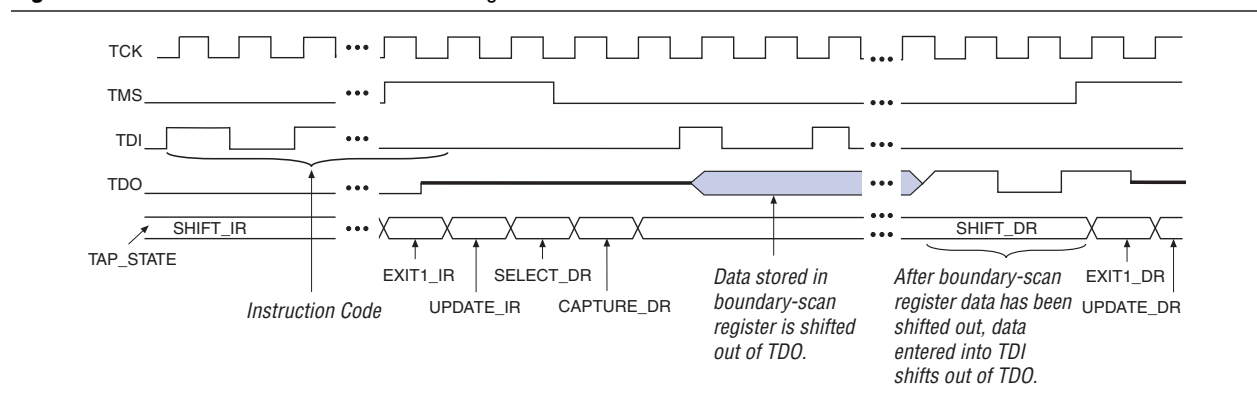 TCK
TMS
TDI
TDO
SHIFT_IR
SHIFT_DR
TAP_STATE
EXIT1_IR
SELECT_DR
UPDATE_IR
CAPTURE_DR
Instruction Code
Data stored in
boundary-scan
register is shifted
out of TDO.
After boundary-scan
register data has been
shifted out, data
entered into TDI
shifts out of TDO.
EXIT1_DR
UPDATE_DR